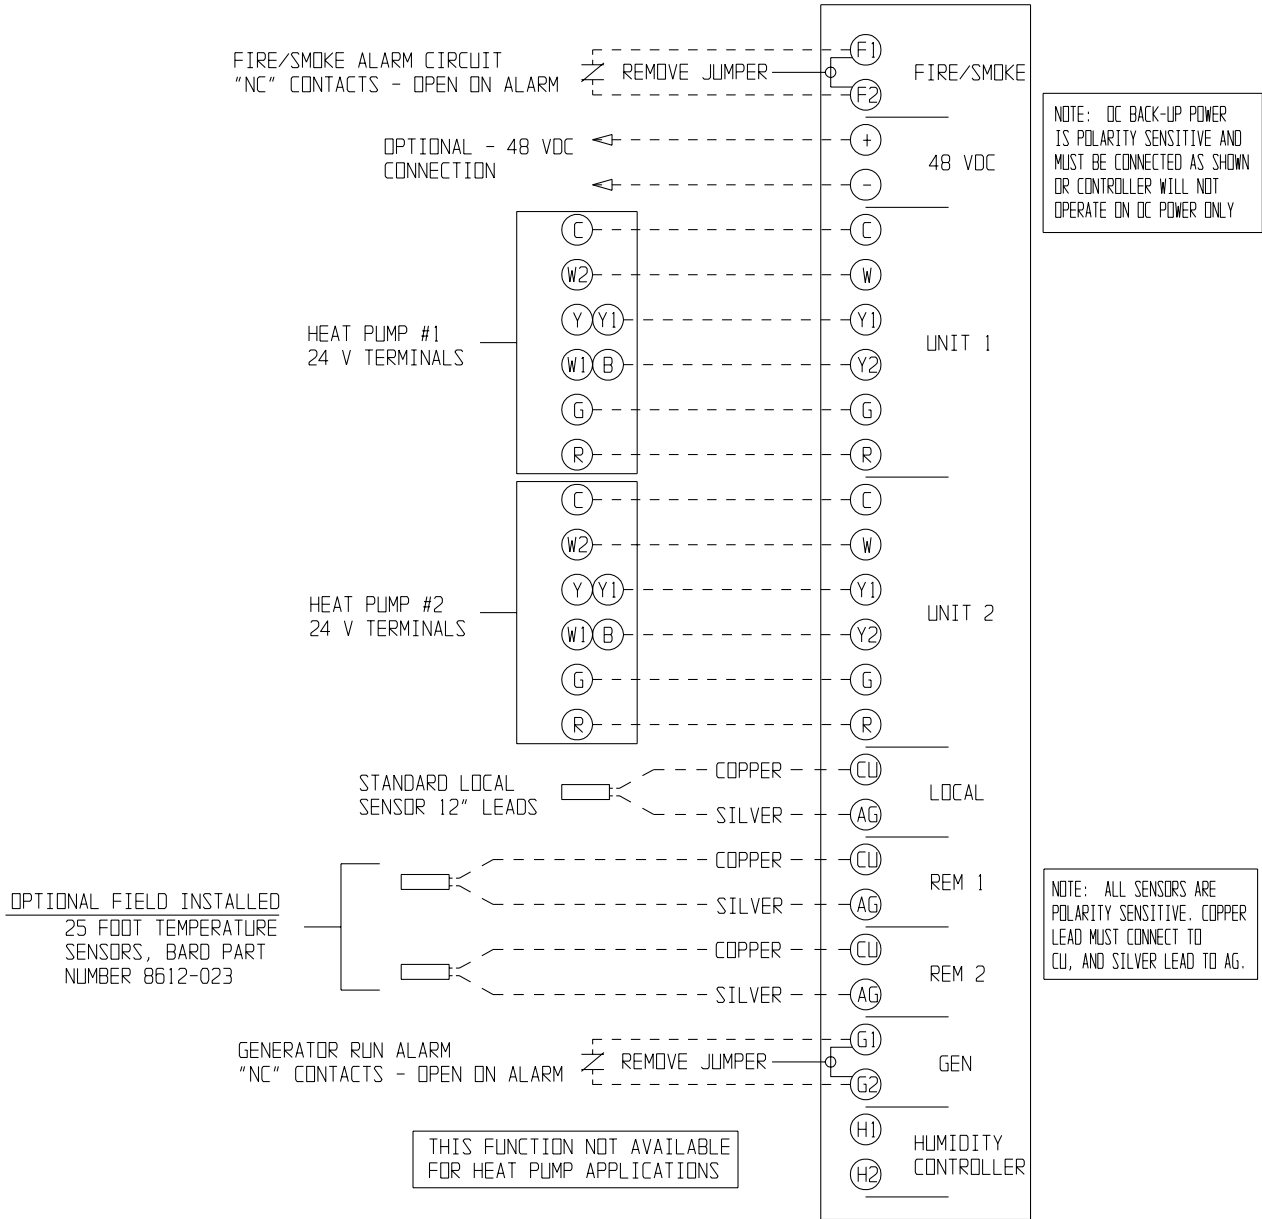 FIRE/SMOKE ALARM CIRCUIT
"NC" CONTACTS - OPEN ON ALARM
REMOVE JUMPER
F1
F2
FIRE/SMOKE
NOTE: DC BACK-UP POWER
IS POLARITY SENSITIVE AND
MUST BE CONNECTED AS SHOWN
OR CONTROLLER WILL NOT
OPERATE ON DC POWER ONLY
OPTIONAL - 48 VDC
CONNECTION
+
-
48 VDC
HEAT PUMP #1
24 V TERMINALS
C C
W2 W
Y Y1 Y1
W1 B Y2
G G
R R
UNIT 1
HEAT PUMP #2
24 V TERMINALS
C C
W2 W
Y Y1 Y1
W1 B Y2
G G
R R
UNIT 2
STANDARD LOCAL
SENSOR 12" LEADS
COPPER CU
SILVER AG
LOCAL
OPTIONAL FIELD INSTALLED
25 FOOT TEMPERATURE
SENSORS, BARD PART
NUMBER 8612-023
COPPER CU
SILVER AG
REM 1
COPPER CU
SILVER AG
REM 2
NOTE: ALL SENSORS ARE
POLARITY SENSITIVE. COPPER
LEAD MUST CONNECT TO
CU, AND SILVER LEAD TO AG.
GENERATOR RUN ALARM
"NC" CONTACTS - OPEN ON ALARM
REMOVE JUMPER
G1
G2
GEN
THIS FUNCTION NOT AVAILABLE
FOR HEAT PUMP APPLICATIONS
H1
H2
HUMIDITY
CONTROLLER